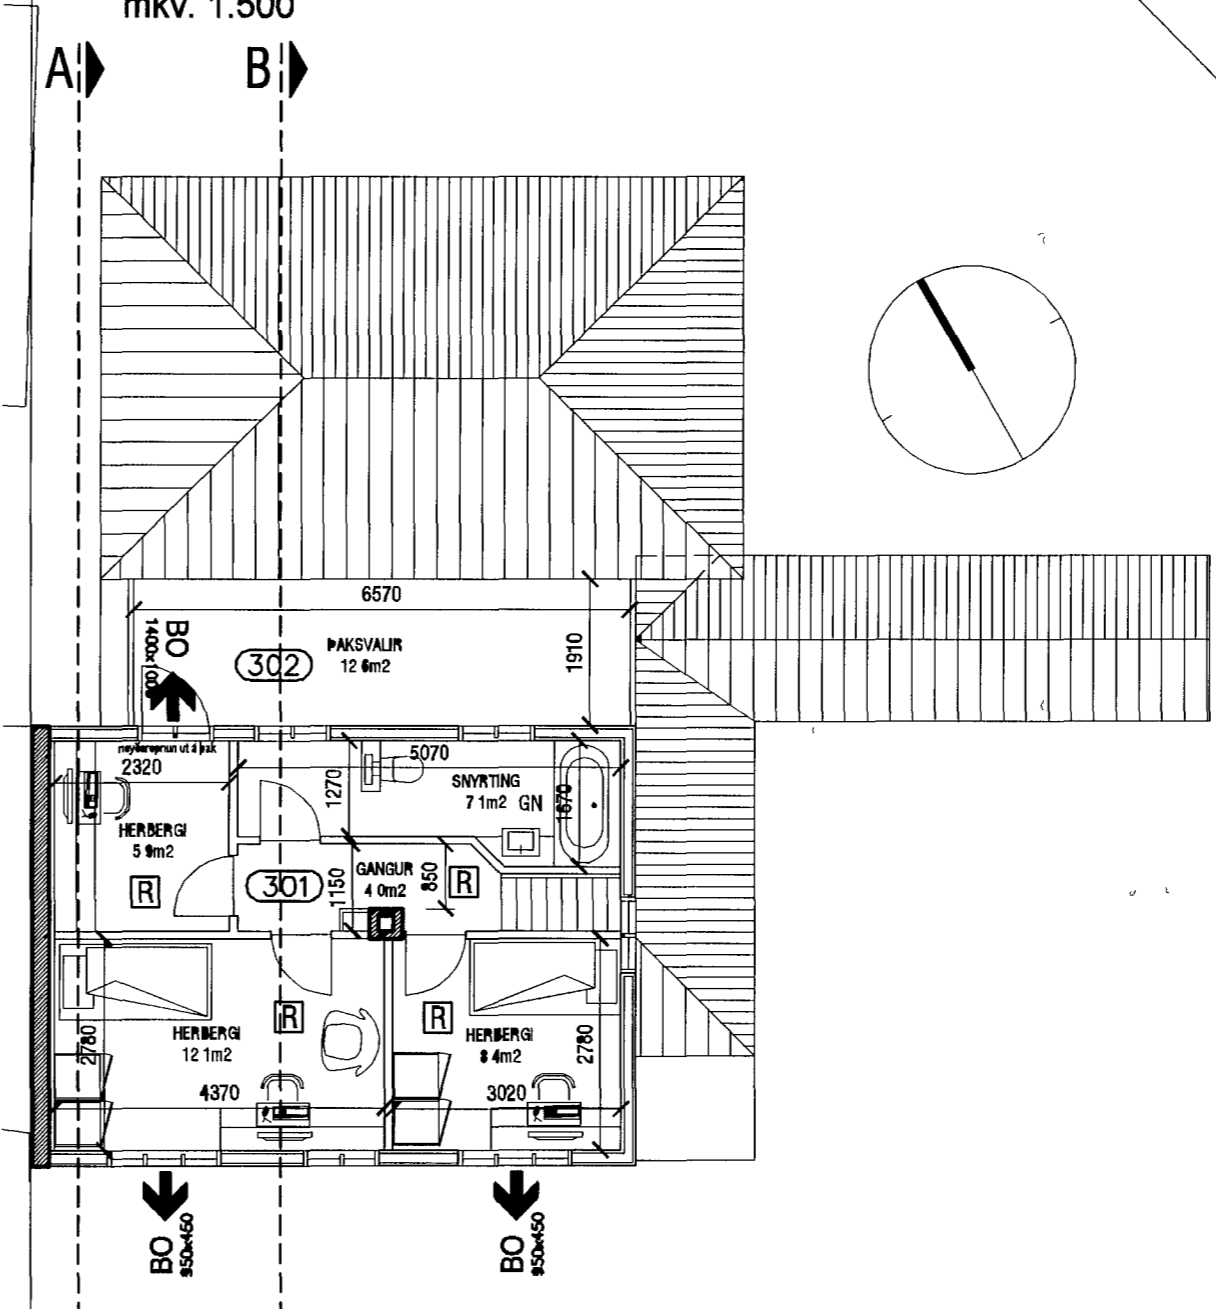 mkv. 1:500
A
B
6570
BO
1400x1000
302
ÞAKSVALIR
12 6m2
1910
neyðaropnun út á þak
2320
5070
1270
SNYRTING
7 1m2
GN
1670
HERBERGI
5 9m2
R
301
1150
GANGUR
4 0m2
850
R
HERBERGI
12 1m2
R
2780
4370
R
HERBERGI
8 4m2
2780
3020
BO
950x450
BO
950x450